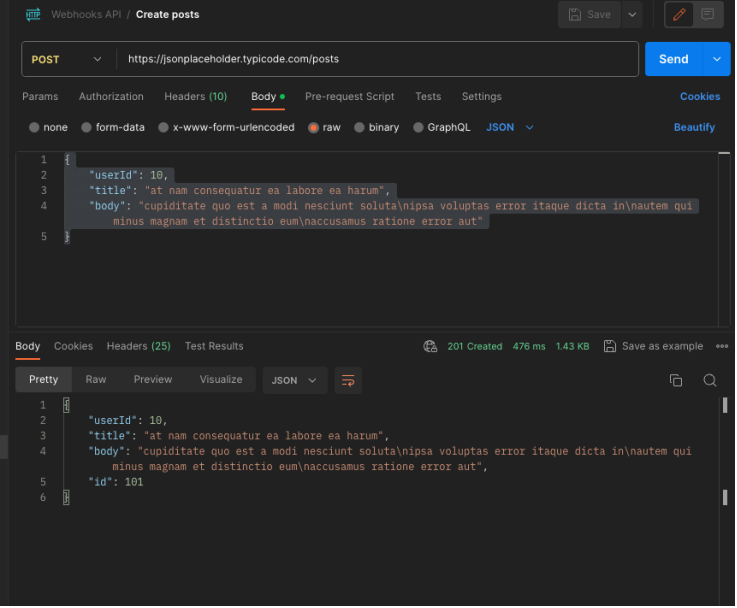 HTTP Webhooks API / Create posts Save
POST https://jsonplaceholder.typicode.com/posts Send
Params Authorization Headers (10) Body Pre-request Script Tests Settings Cookies
none form-data x-www-form-urlencoded raw binary GraphQL JSON Beautify
1 {
2 "userId": 10,
3 "title": "at nam consequatur ea labore ea harum",
4 "body": "cupiditate quo est a modi nesciunt soluta\nipsa voluptas error itaque dicta in\nautem qui
minus magnam et distinctio eum\naccusamus ratione error aut"
5 }
Body Cookies Headers (25) Test Results 201 Created 476 ms 1.43 KB Save as example
Pretty Raw Preview Visualize JSON
1 {
2 "userId": 10,
3 "title": "at nam consequatur ea labore ea harum",
4 "body": "cupiditate quo est a modi nesciunt soluta\nipsa voluptas error itaque dicta in\nautem qui
minus magnam et distinctio eum\naccusamus ratione error aut",
5 "id": 101
6 }